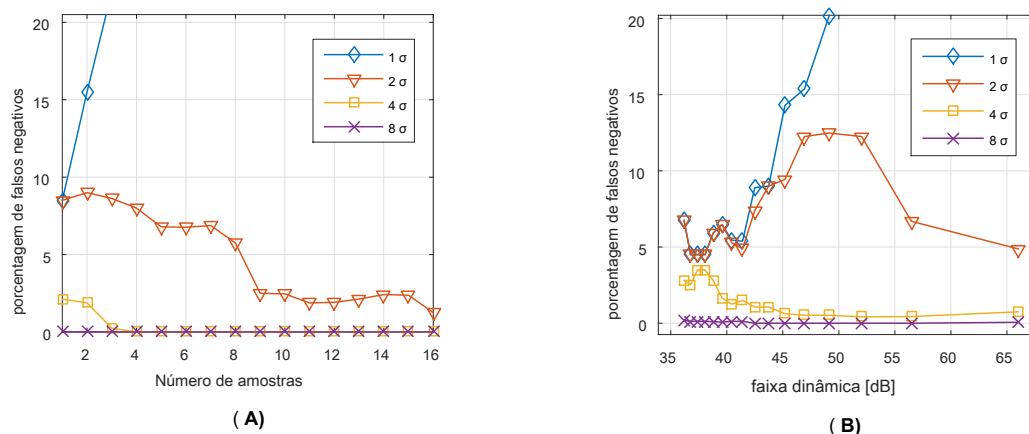 porcentagem de falsos negativos
20
15
10
5
0
2 4 6 8 10 12 14 16
Número de amostras
1 σ
2 σ
4 σ
8 σ
( A)
porcentagem de falsos negativos
20
15
10
5
0
35 40 45 50 55 60 65
faixa dinâmica [dB]
1 σ
2 σ
4 σ
8 σ
( B)